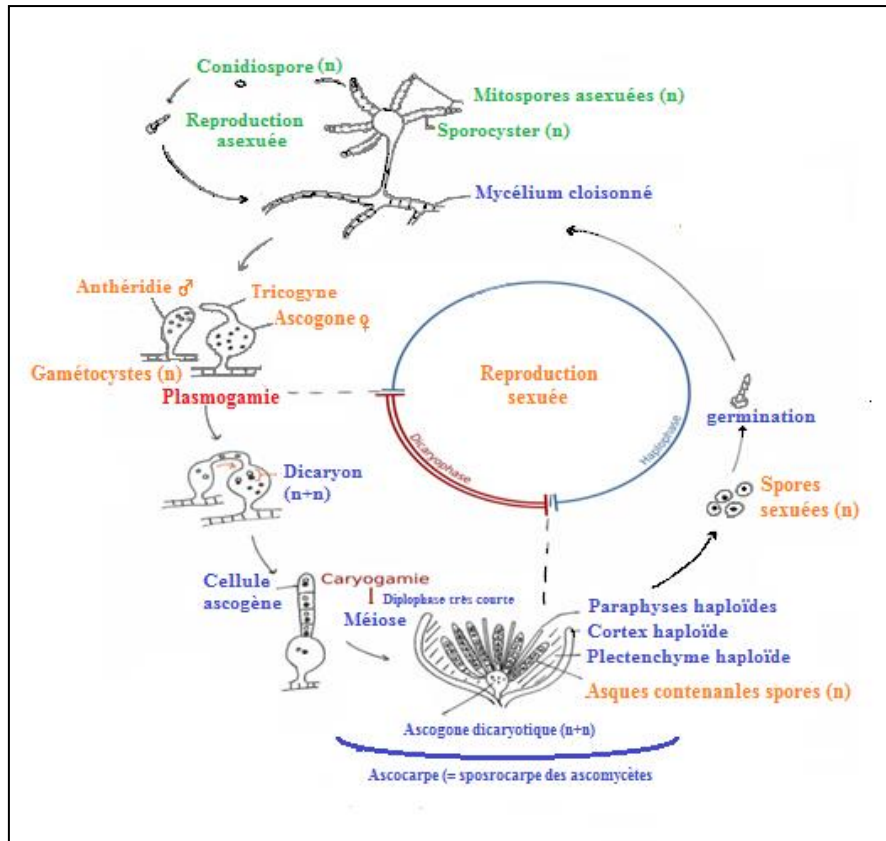 Conidiospore (n)
Mitospores asexuées (n)
Reproduction
asexuée
Sporocyster (n)
Mycélium cloisonné
Anthéridie ♂
Tricogyne
Ascogone ♀
Gamétocystes (n)
Plasmogamie
Reproduction
sexuée
Dicaryophase
Haplophase
germination
Dicaryon
(n+n)
Spores
sexuées (n)
Cellule
ascogène
Caryogamie
Diplophase très courte
Méiose
Paraphyses haploïdes
Cortex haploïde
Plectenchyme haploïde
Asques contenanles spores (n)
Ascogone dicaryotique (n+n)
Ascocarpe (= sposrocarpe des ascomycètes